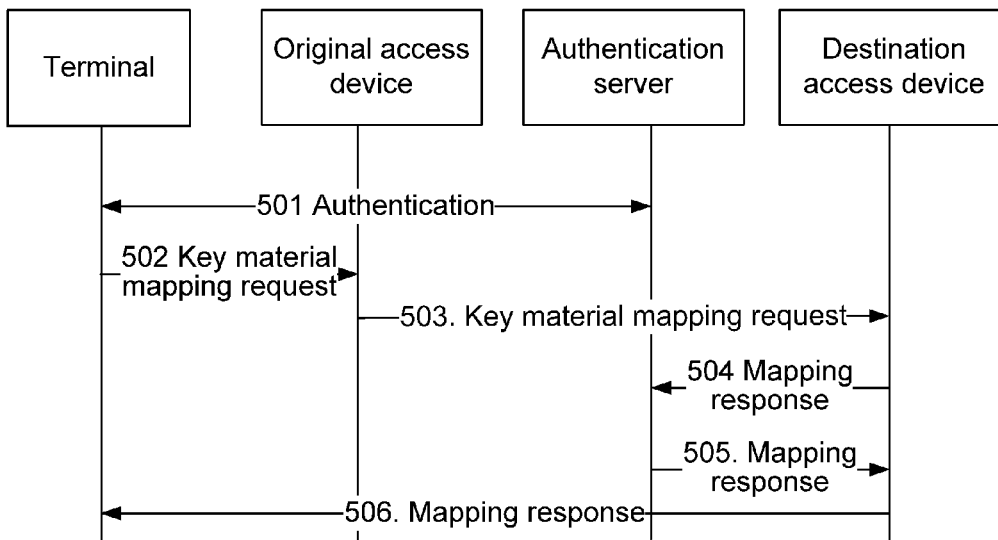 Terminal
Original access
device
Authentication
server
Destination
access device
501 Authentication
502 Key material
mapping request
503. Key material mapping request
504 Mapping
response
505. Mapping
response
506. Mapping response